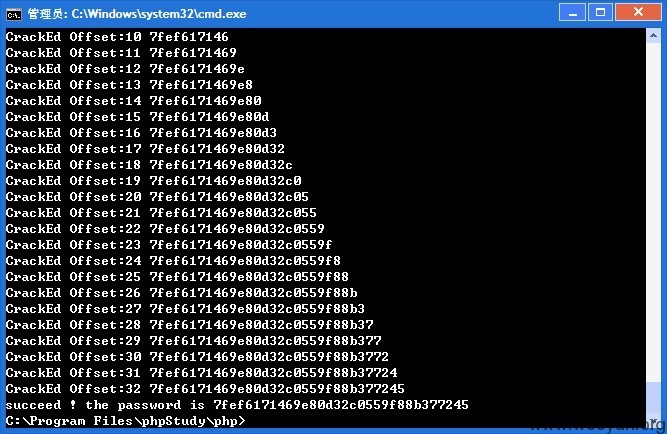 管理员: C:\Windows\system32\cmd.exe
CrackEd Offset:10 7fef617146
CrackEd Offset:11 7fef6171469
CrackEd Offset:12 7fef6171469e
CrackEd Offset:13 7fef6171469e8
CrackEd Offset:14 7fef6171469e80
CrackEd Offset:15 7fef6171469e80d
CrackEd Offset:16 7fef6171469e80d3
CrackEd Offset:17 7fef6171469e80d32
CrackEd Offset:18 7fef6171469e80d32c
CrackEd Offset:19 7fef6171469e80d32c0
CrackEd Offset:20 7fef6171469e80d32c05
CrackEd Offset:21 7fef6171469e80d32c055
CrackEd Offset:22 7fef6171469e80d32c0559
CrackEd Offset:23 7fef6171469e80d32c0559f
CrackEd Offset:24 7fef6171469e80d32c0559f8
CrackEd Offset:25 7fef6171469e80d32c0559f88
CrackEd Offset:26 7fef6171469e80d32c0559f88b
CrackEd Offset:27 7fef6171469e80d32c0559f88b3
CrackEd Offset:28 7fef6171469e80d32c0559f88b37
CrackEd Offset:29 7fef6171469e80d32c0559f88b377
CrackEd Offset:30 7fef6171469e80d32c0559f88b3772
CrackEd Offset:31 7fef6171469e80d32c0559f88b37724
CrackEd Offset:32 7fef6171469e80d32c0559f88b377245
succeed ! the password is 7fef6171469e80d32c0559f88b377245
C:\Program Files\phpStudy\php>